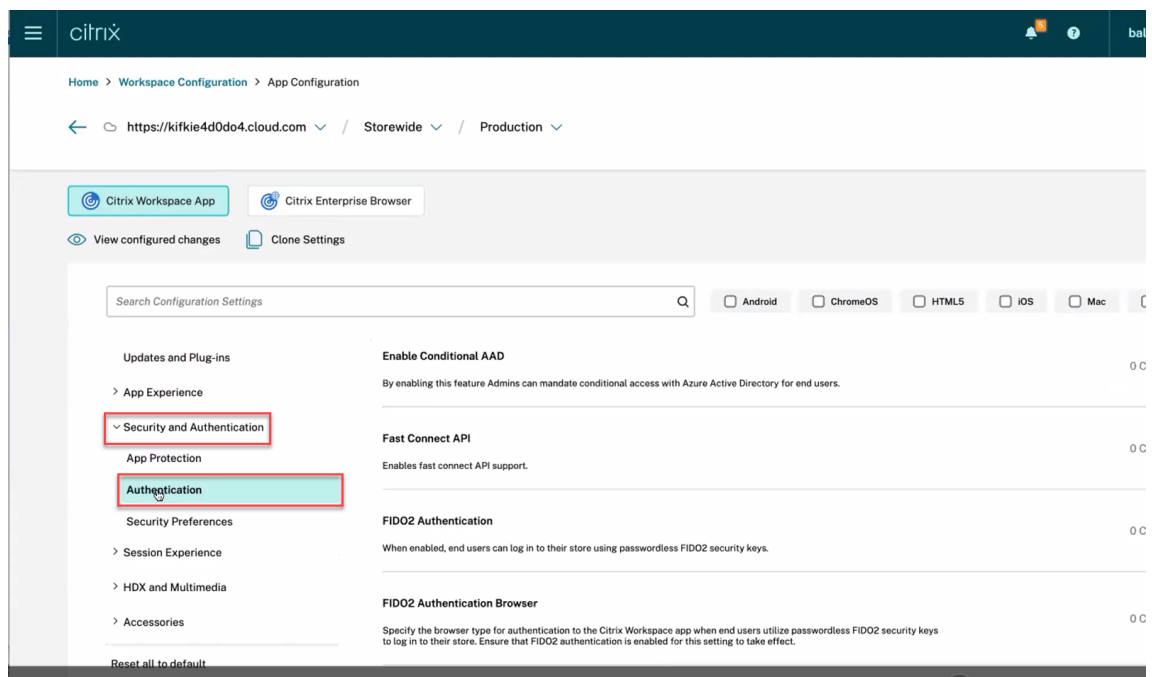 citrix
5
?
bal
Home > Workspace Configuration > App Configuration
https://kifkie4d0do4.cloud.com / Storewide / Production
Citrix Workspace App
Citrix Enterprise Browser
View configured changes
Clone Settings
Search Configuration Settings
Android
ChromeOS
HTML5
iOS
Mac
Updates and Plug-ins
App Experience
Security and Authentication
App Protection
Authentication
Security Preferences
Session Experience
HDX and Multimedia
Accessories
Reset all to default
Enable Conditional AAD
By enabling this feature Admins can mandate conditional access with Azure Active Directory for end users.
0 C
Fast Connect API
Enables fast connect API support.
0 C
FIDO2 Authentication
When enabled, end users can log in to their store using passwordless FIDO2 security keys.
0 C
FIDO2 Authentication Browser
Specify the browser type for authentication to the Citrix Workspace app when end users utilize passwordless FIDO2 security keys
to log in to their store. Ensure that FIDO2 authentication is enabled for this setting to take effect.
0 C